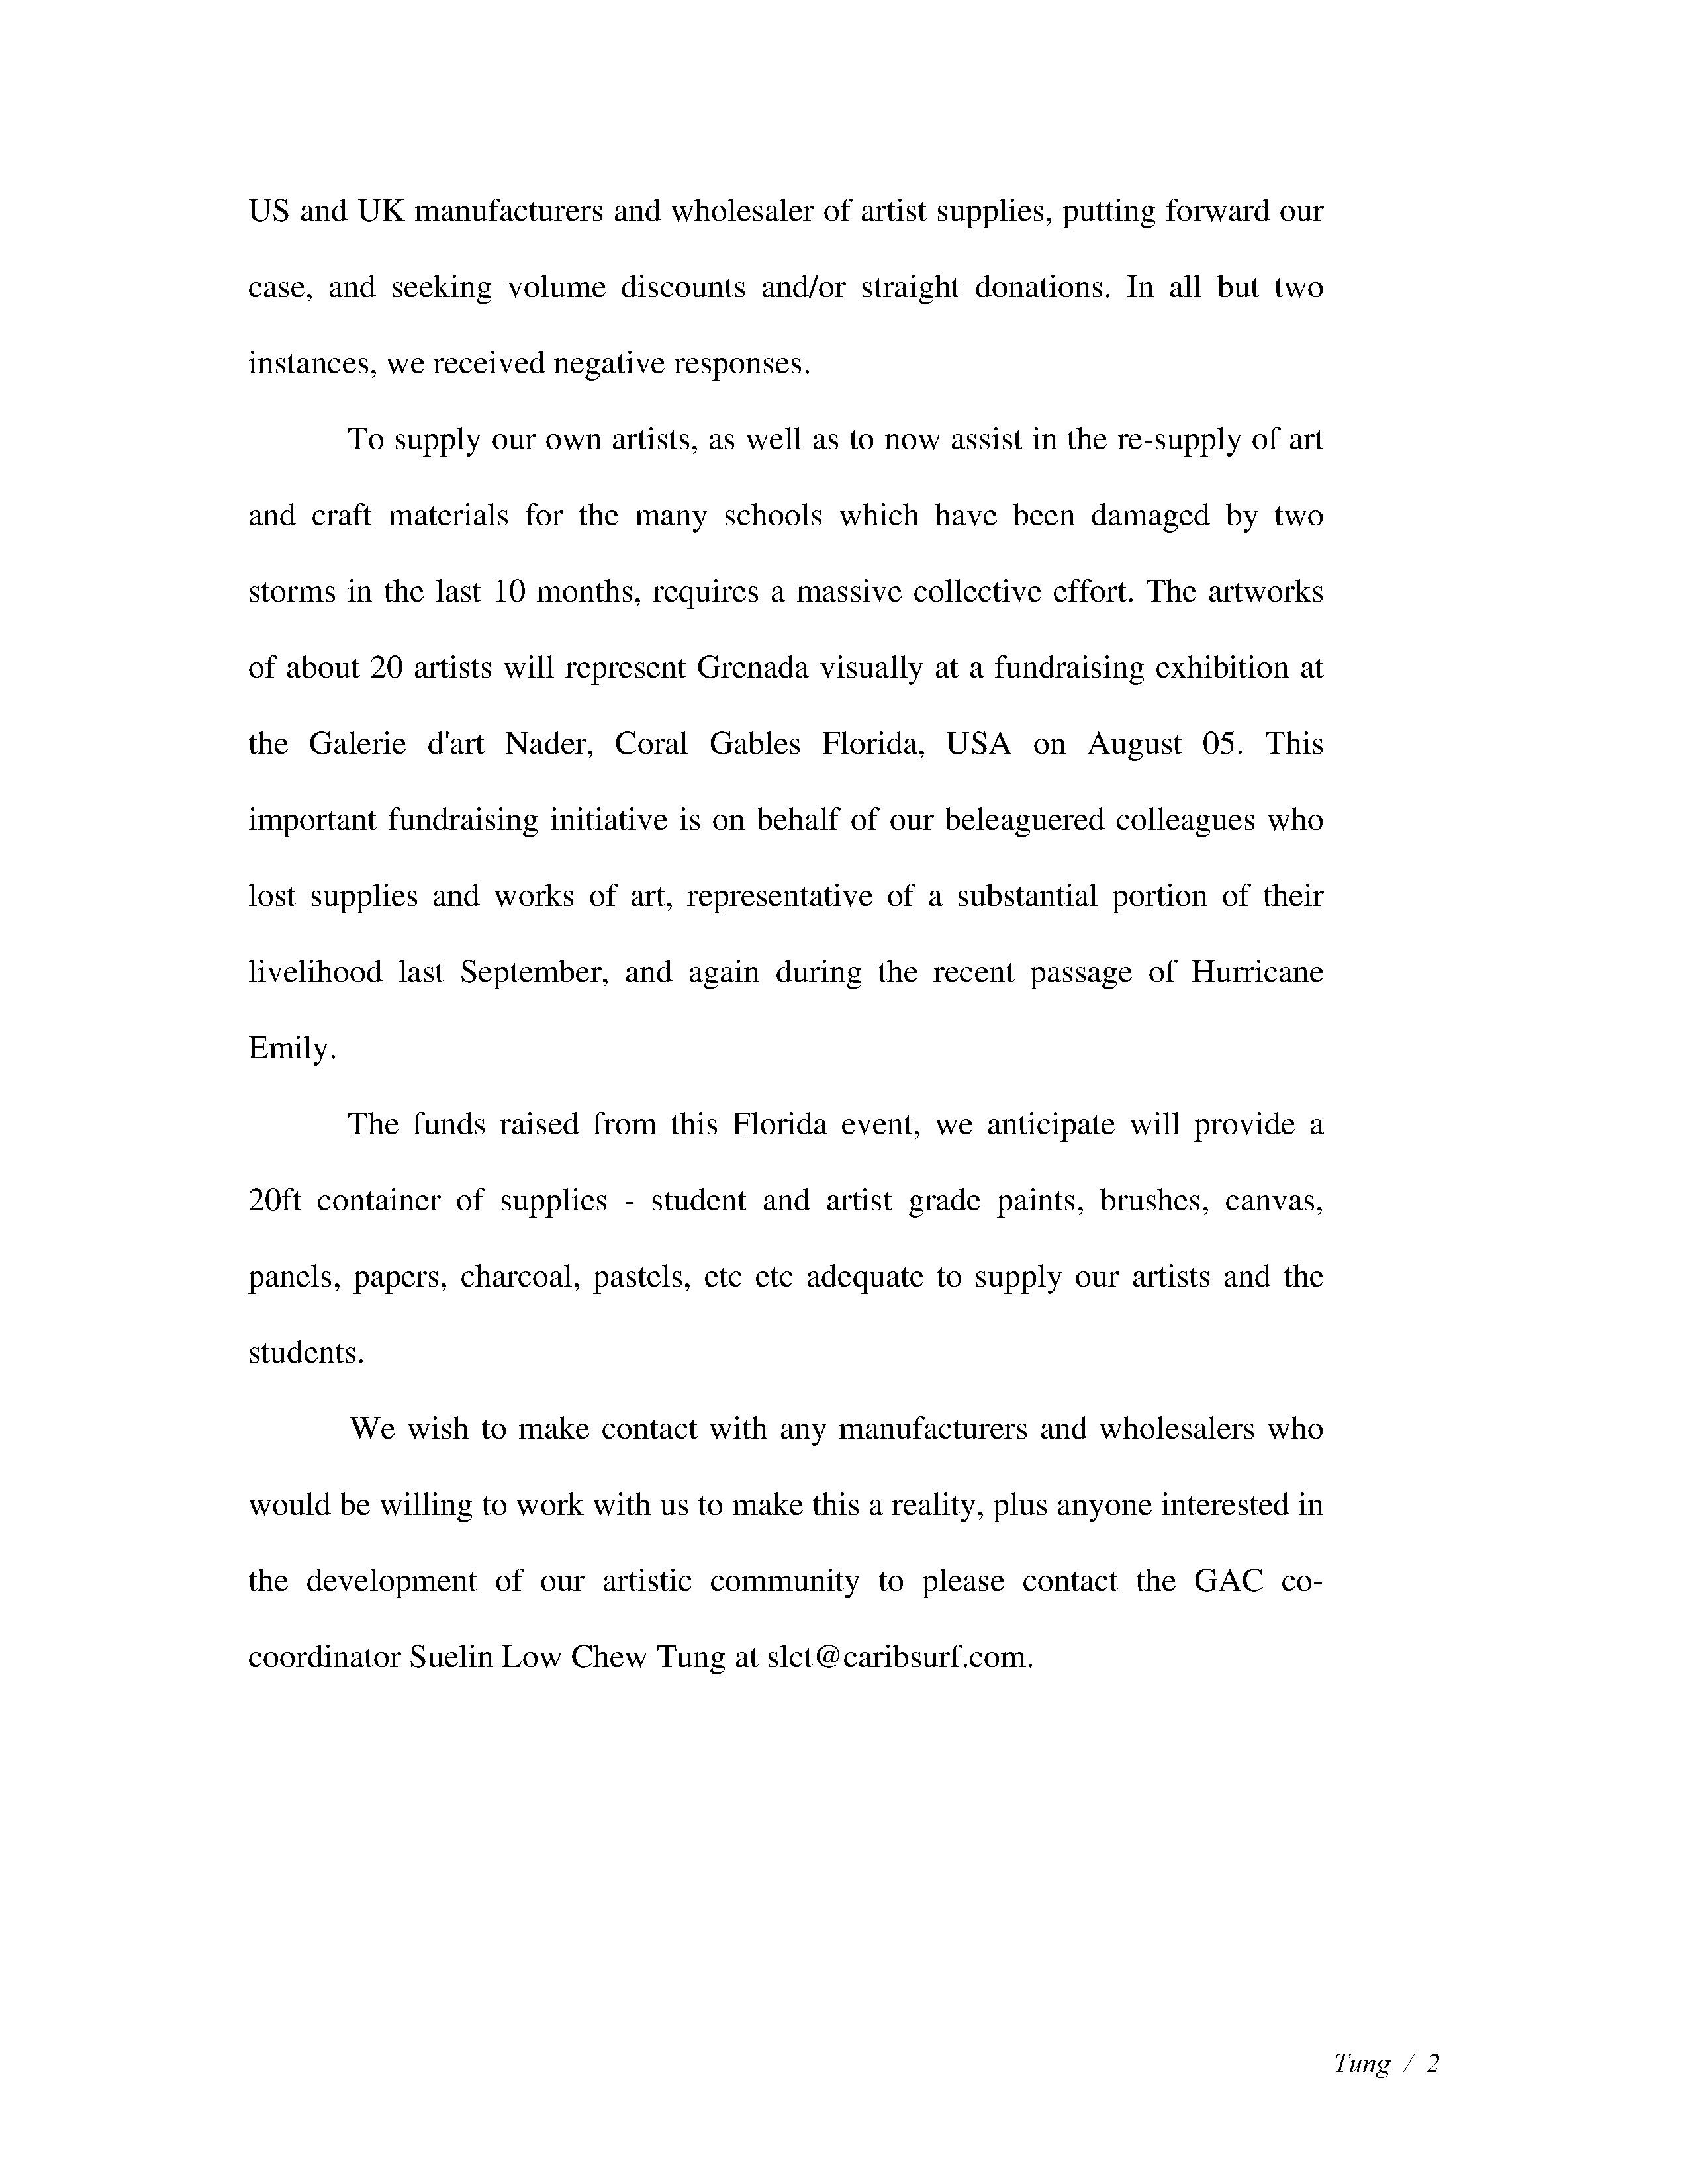 US and UK manufacturers and wholesaler of artist supplies, putting forward our
case, and seeking volume discounts and/or straight donations. In all but two
instances, we received negative responses.
To supply our own artists, as well as to now assist in the re-supply of art
and craft materials for the many schools which have been damaged by two
storms in the last 10 months, requires a massive collective effort. The artworks
of about 20 artists will represent Grenada visually at a fundraising exhibition at
the Galerie d'art Nader, Coral Gables Florida, USA on August 05. This
important fundraising initiative is on behalf of our beleaguered colleagues who
lost supplies and works of art, representative of a substantial portion of their
livelihood last September, and again during the recent passage of Hurricane
Emily.
The funds raised from this Florida event, we anticipate will provide a
20ft container of supplies - student and artist grade paints, brushes, canvas,
panels, papers, charcoal, pastels, etc etc adequate to supply our artists and the
students.
We wish to make contact with any manufacturers and wholesalers who
would be willing to work with us to make this a reality, plus anyone interested in
the development of our artistic community to please contact the GAC co-
coordinator Suelin Low Chew Tung at slct@caribsurf.com.
Tung / 2